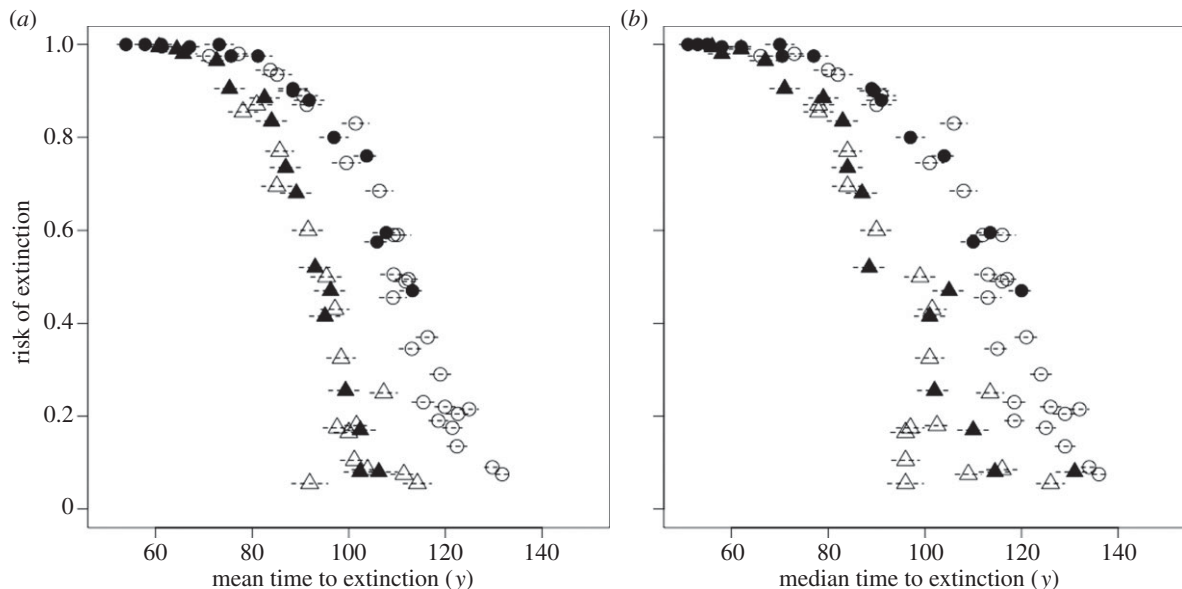 (a)
(b)
1.0
0.8
0.6
0.4
0.2
0
risk of extinction
60 80 100 120 140
60 80 100 120 140
mean time to extinction (y)
median time to extinction (y)